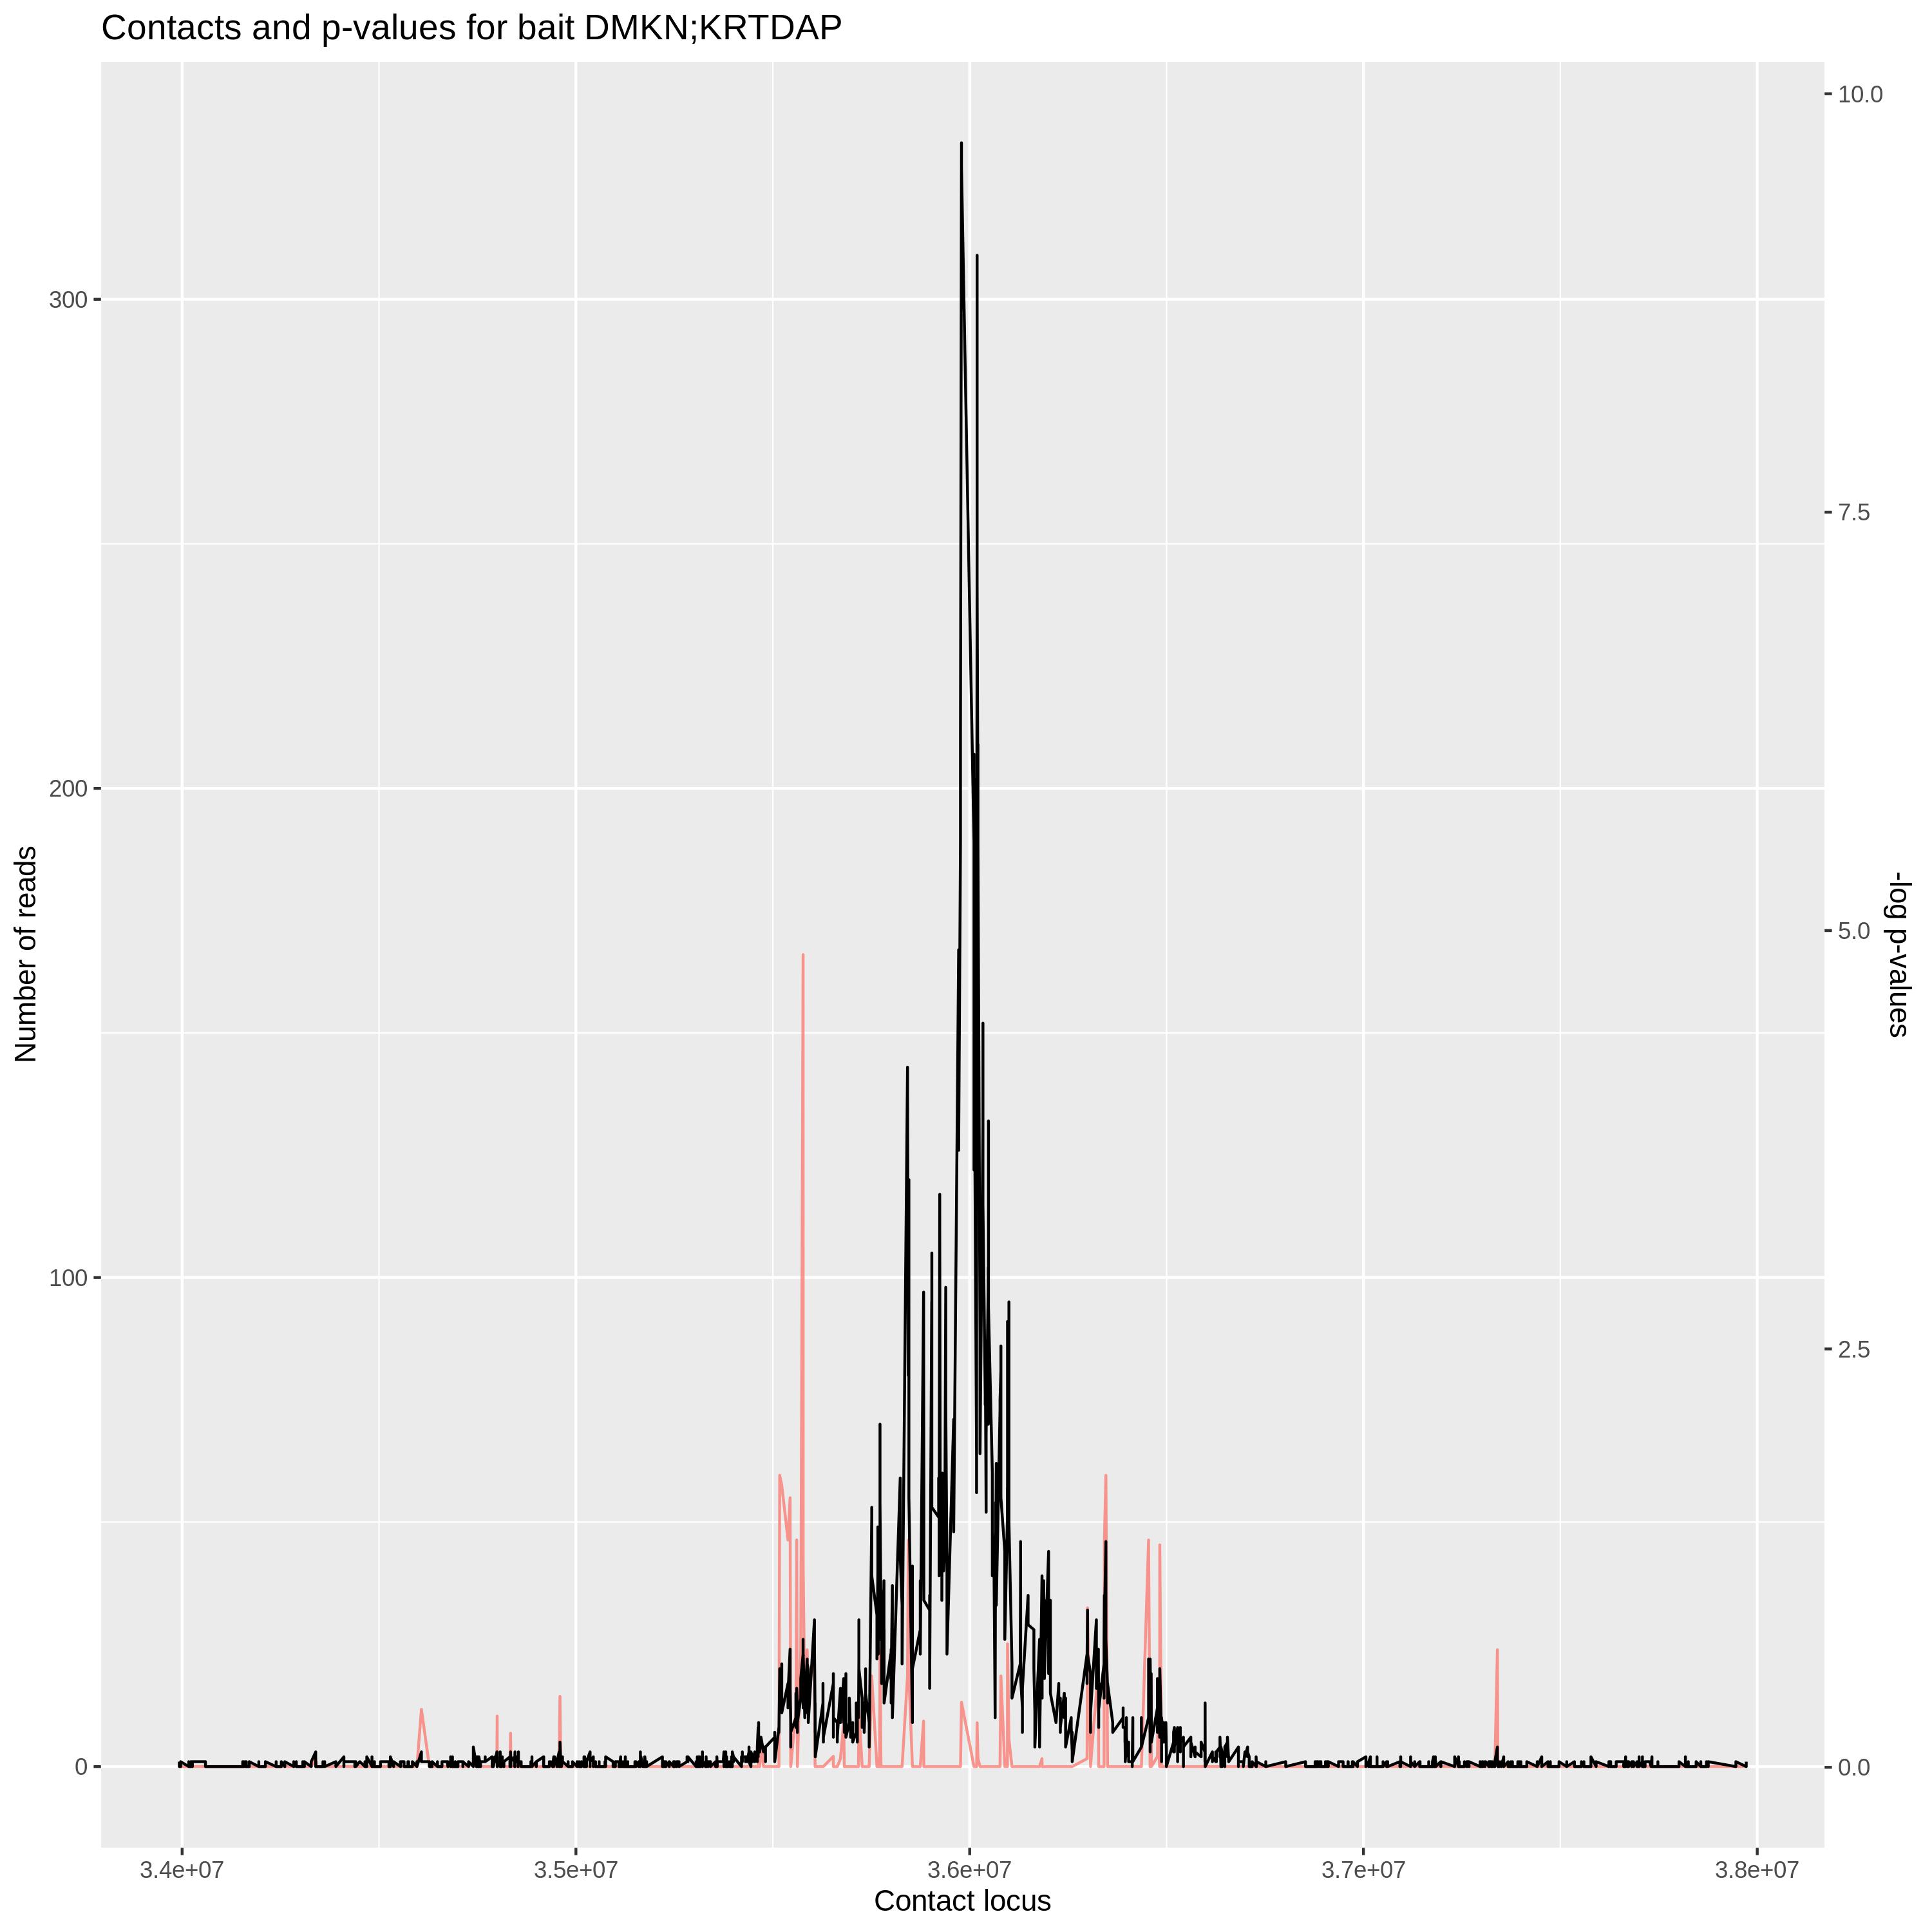 Contacts and p-values for bait DMKN;KRTDAP
10.0
300
7.5
200
5.0
Number of reads
-log p-values
100
2.5
0
0.0
3.4e+07 3.5e+07 3.6e+07 3.7e+07 3.8e+07
Contact locus